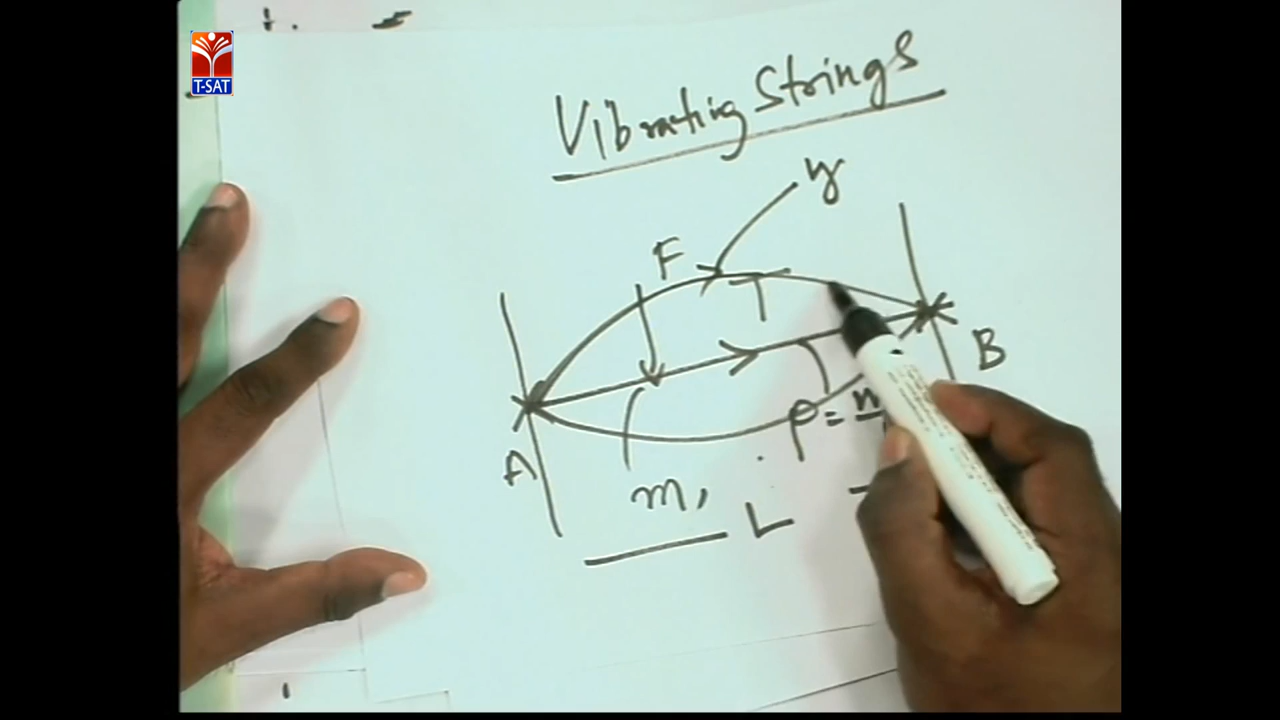 T-SAT
Vibrating Strings
y
F
T
B
ρ = m
A
m, L